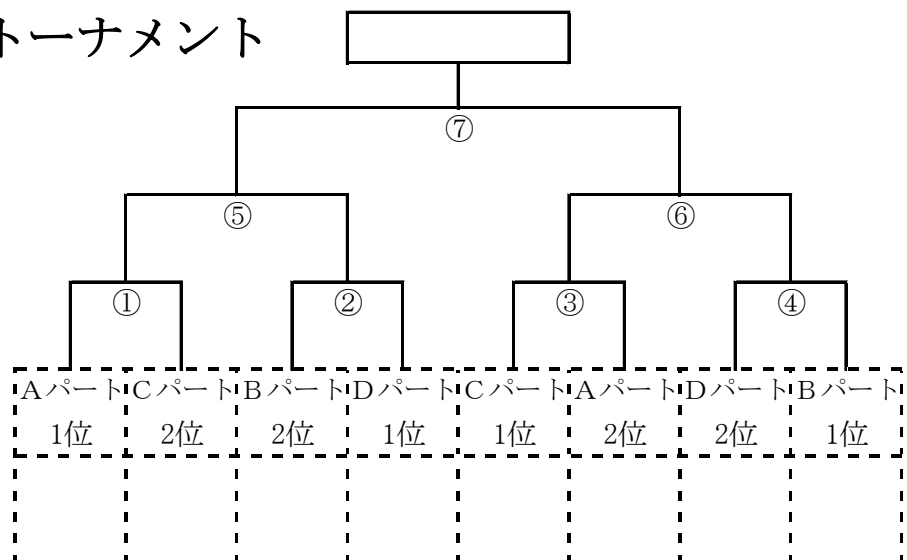 トーナメント
⑦
⑤ ⑥
① ② ③ ④
Aパート Cパート Bパート Dパート Cパート Aパート Dパート Bパート
1位 2位 2位 1位 1位 2位 2位 1位